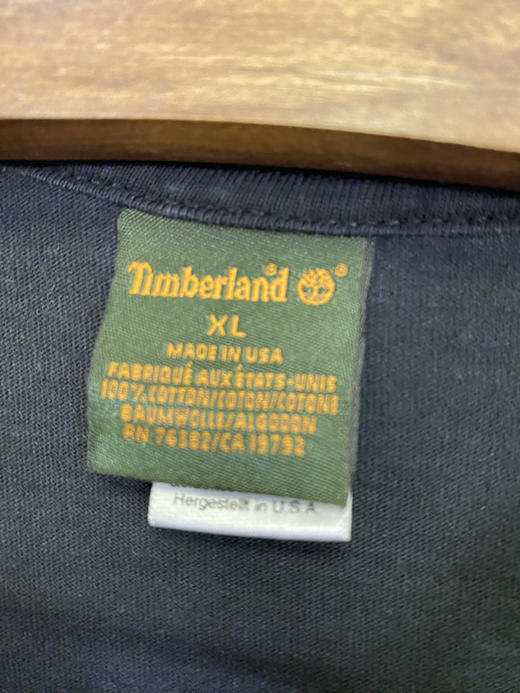 Timberland® ®
XL
MADE IN USA
FABRIQUÉ AUX ÉTATS-UNIS
100% COTTON/COTON/COTONE
BAUMWOLLE/ALGODON
RN 76382/CA 19792
Hergestellt in U.S.A.